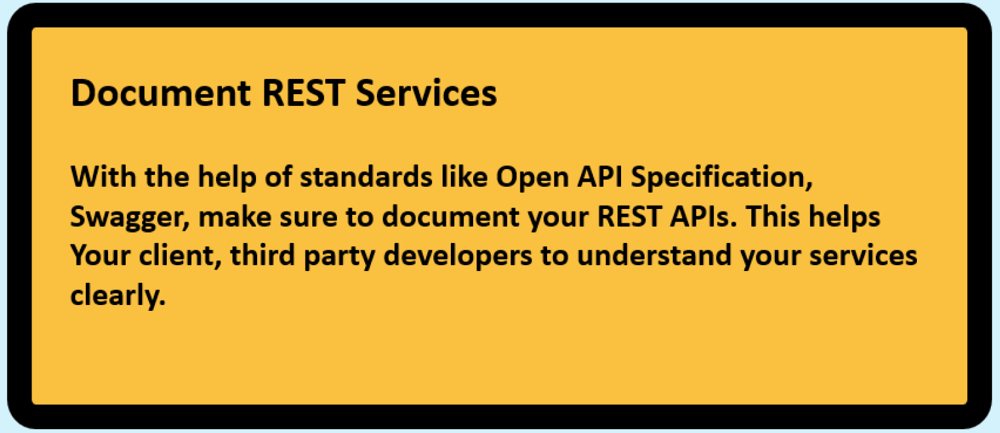 Document REST Services
With the help of standards like Open API Specification,
Swagger, make sure to document your REST APIs. This helps
Your client, third party developers to understand your services
clearly.